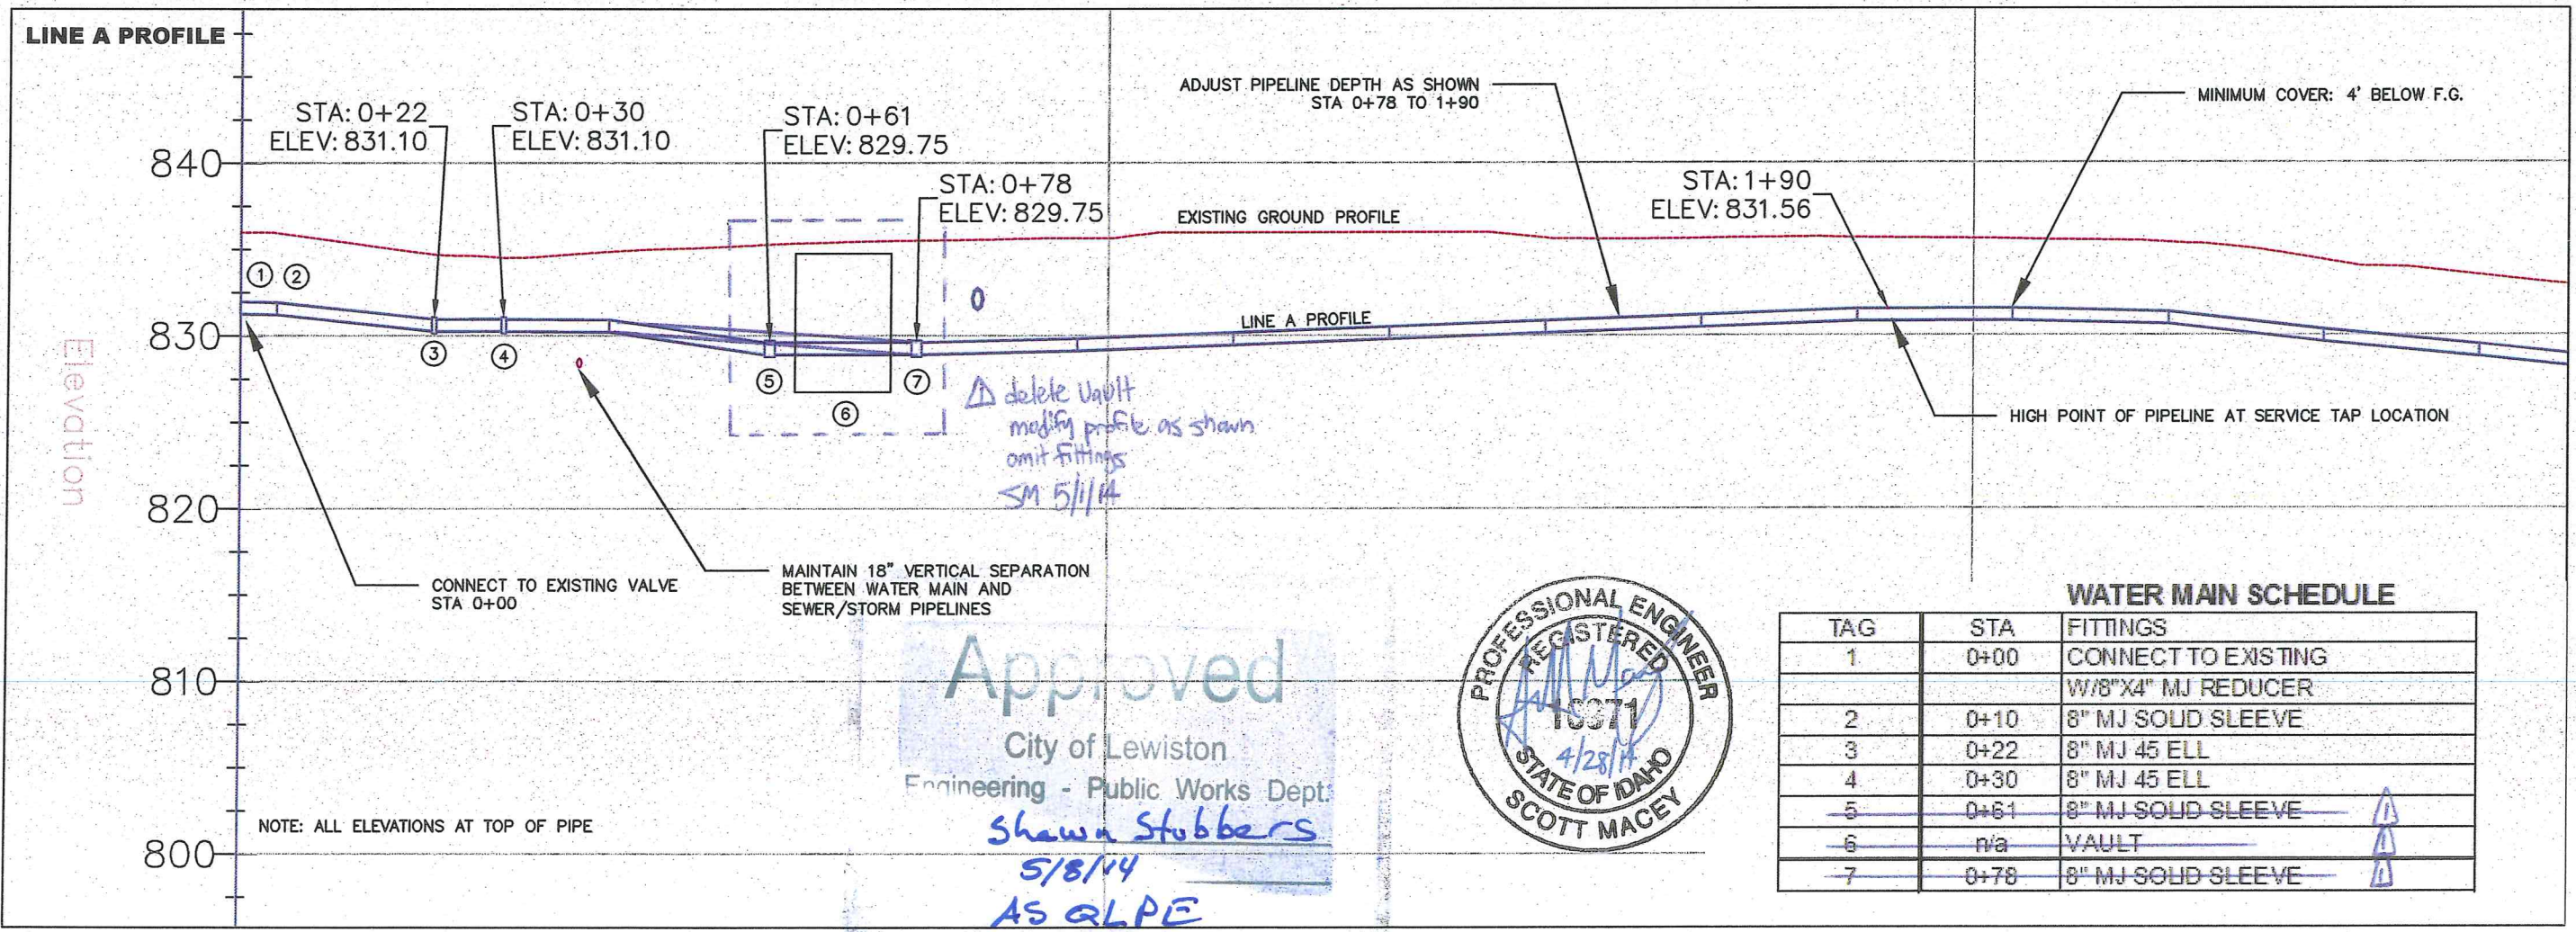 LINE A PROFILE
STA: 0+22
ELEV: 831.10
STA: 0+30
ELEV: 831.10
STA: 0+61
ELEV: 829.75
STA: 0+78
ELEV: 829.75
ADJUST PIPELINE DEPTH AS SHOWN
STA 0+78 TO 1+90
MINIMUM COVER: 4' BELOW F.G.
STA: 1+90
ELEV: 831.56
EXISTING GROUND PROFILE
LINE A PROFILE
840
830
820
810
800
Elevation
1 2
3
4
5
6
7
1 delete Vault
modify profile as shown
omit fittings
SM 5/1/14
HIGH POINT OF PIPELINE AT SERVICE TAP LOCATION
CONNECT TO EXISTING VALVE
STA 0+00
MAINTAIN 18" VERTICAL SEPARATION
BETWEEN WATER MAIN AND
SEWER/STORM PIPELINES
NOTE: ALL ELEVATIONS AT TOP OF PIPE
Approved
City of Lewiston
Engineering - Public Works Dept.
Shawn Stubbers
5/8/14
AS QLPE
PROFESSIONAL ENGINEER
REGISTERED
4/28/14
STATE OF IDAHO
SCOTT MACEY
WATER MAIN SCHEDULE
TAG STA FITTINGS
1 0+00 CONNECT TO EXISTING
W/8"X4" MJ REDUCER
2 0+10 8" MJ SOLID SLEEVE
3 0+22 8" MJ 45 ELL
4 0+30 8" MJ 45 ELL
5 0+61 8" MJ SOLID SLEEVE 1
6 n/a VAULT 1
7 0+78 8" MJ SOLID SLEEVE 1